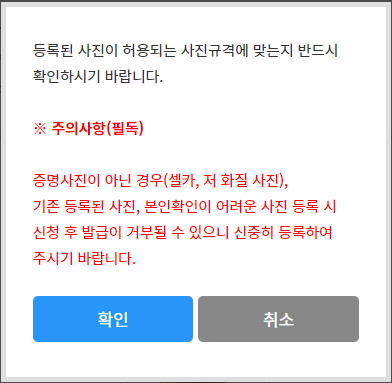 등록된 사진이 허용되는 사진규격에 맞는지 반드시
확인하시기 바랍니다.
※ 주의사항(필독)
증명사진이 아닌 경우(셀카, 저 화질 사진),
기존 등록된 사진, 본인확인이 어려운 사진 등록 시
신청 후 발급이 거부될 수 있으니 신중히 등록하여
주시기 바랍니다.
확인
취소